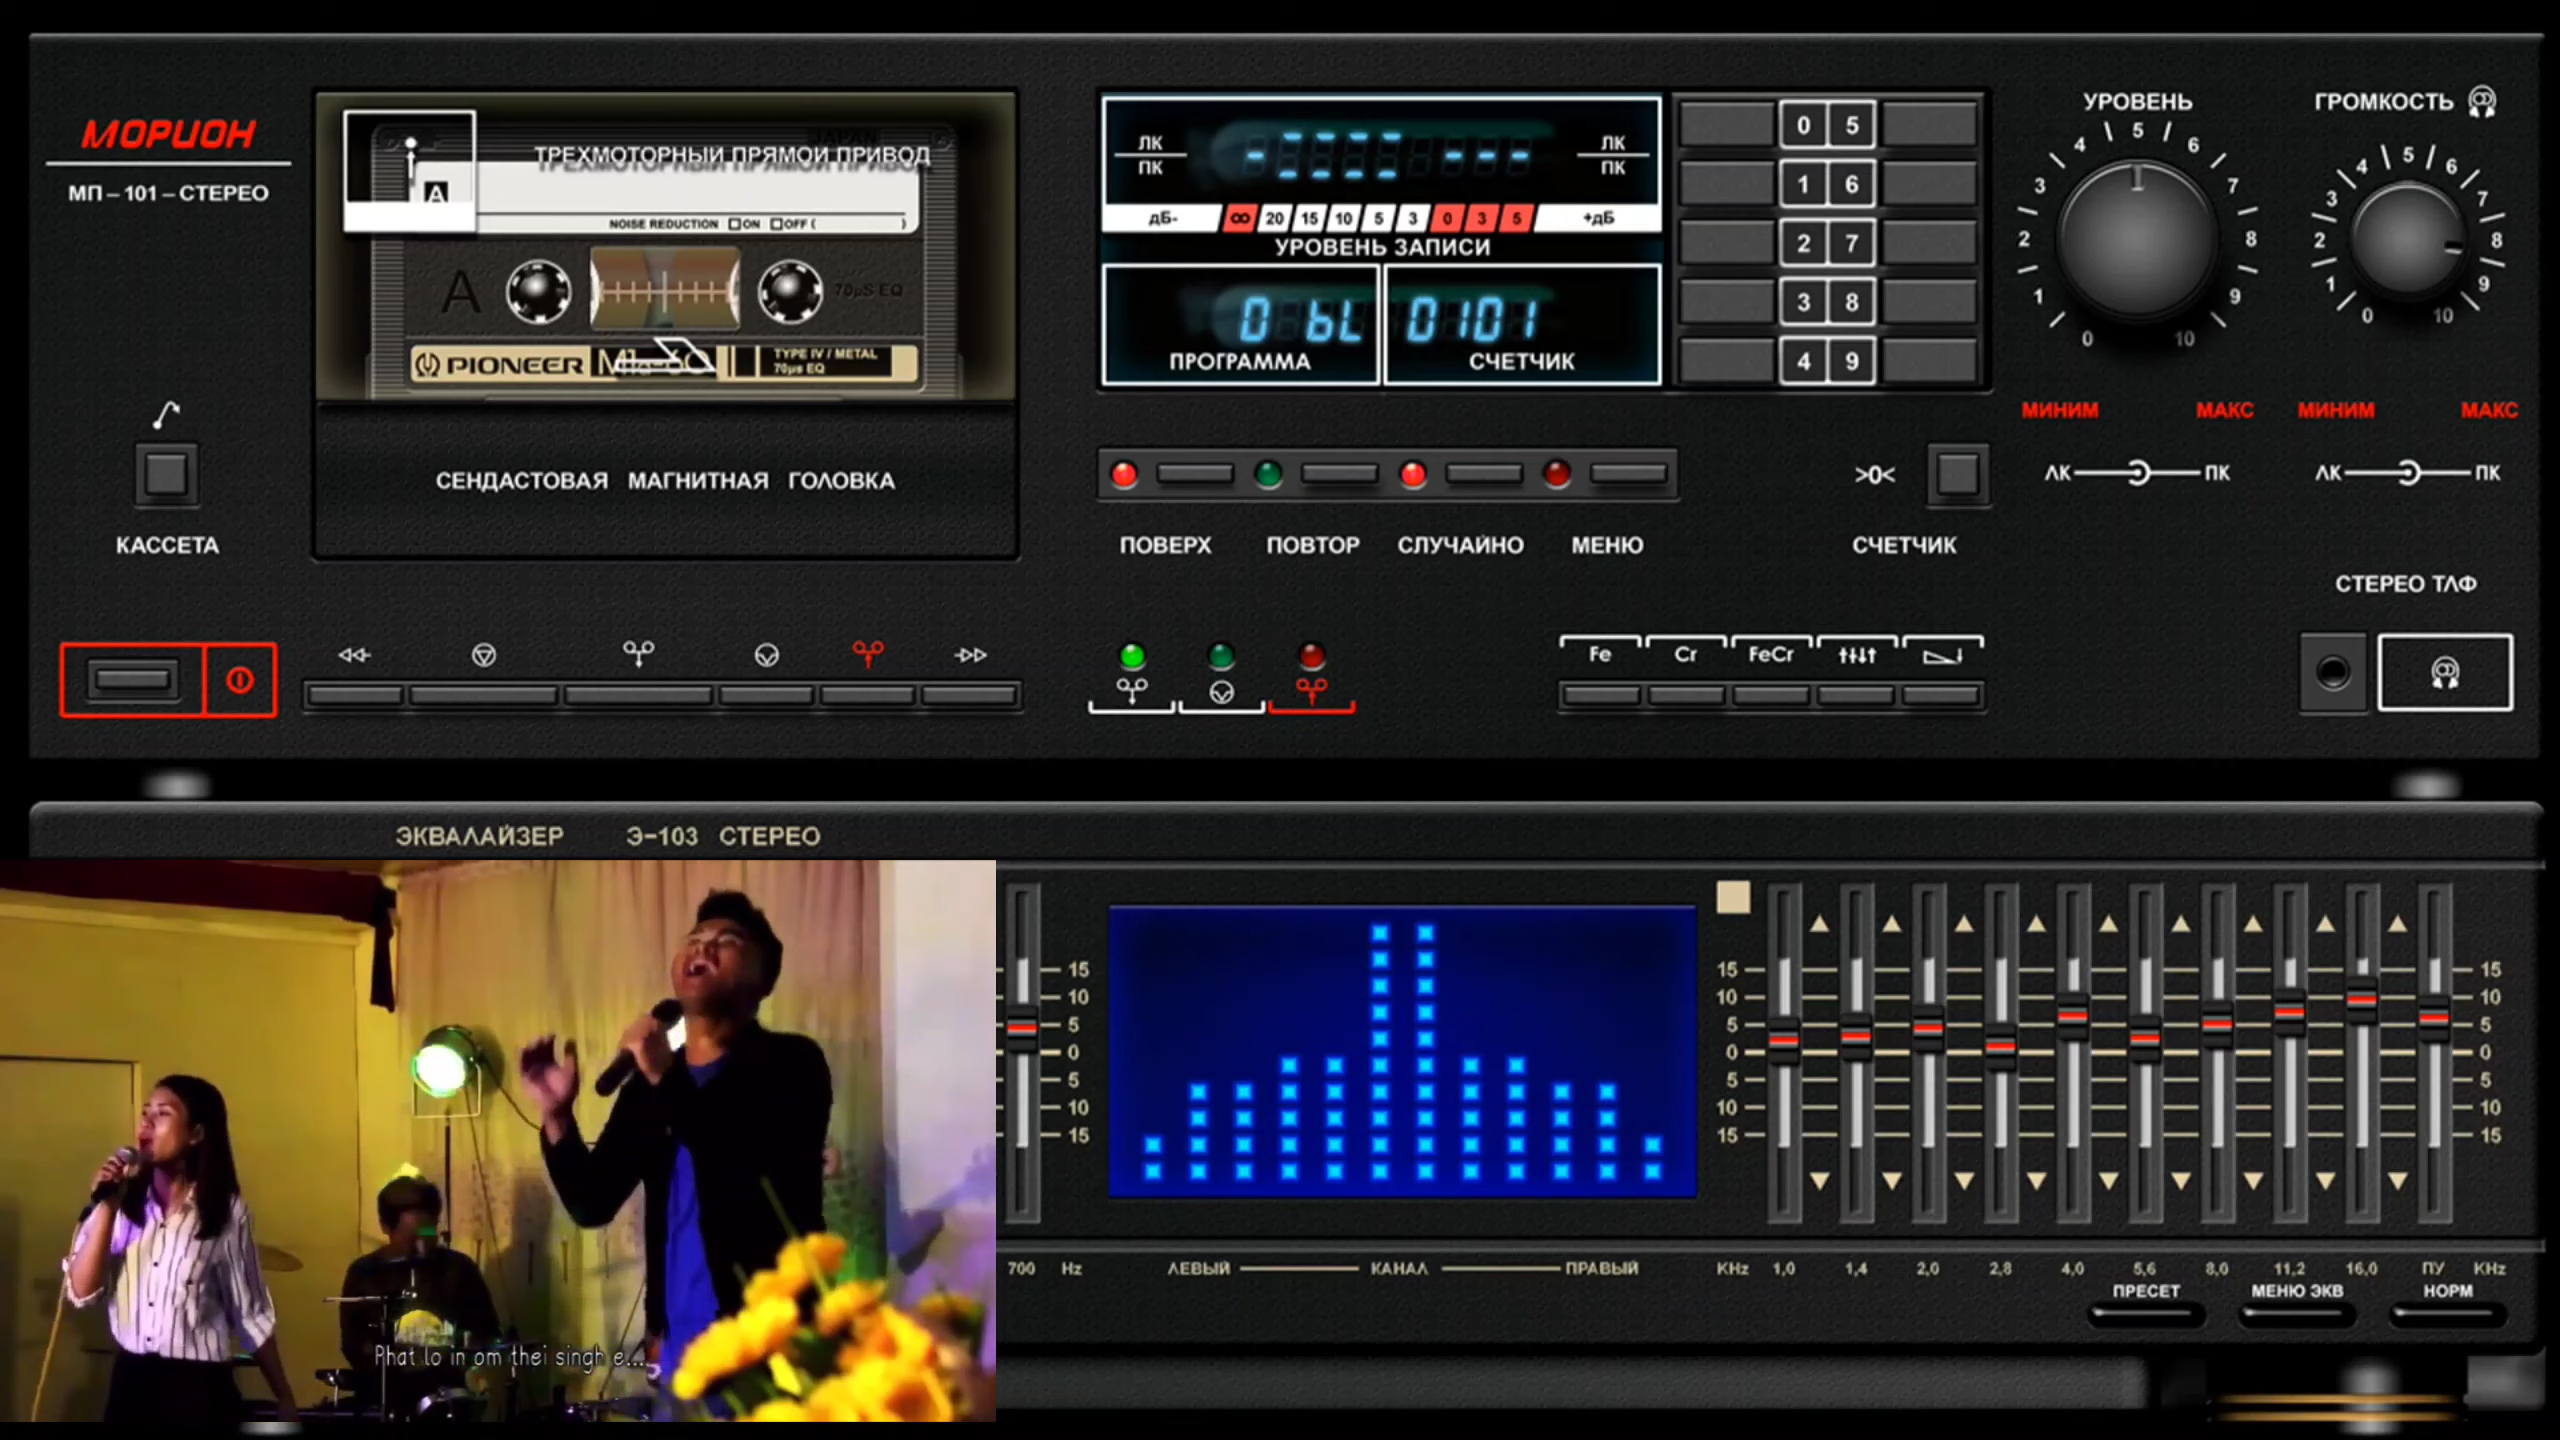 МОРИОН
МП–101–СТЕРЕО
JAPAN
ТРЕХМОТОРНЫЙ ПРЯМОЙ ПРИВОД
A
NOISE REDUCTION ON OFF ( )
A
70µS EQ
PIONEER
TYPE IV / METAL
70µs EQ
СЕНДАСТОВАЯ МАГНИТНАЯ ГОЛОВКА
КАССЕТА
ЛК ЛК
ПК ПК
дБ- ∞ 20 15 10 5 3 0 3 5 +дБ
УРОВЕНЬ ЗАПИСИ
0 bL 0101
ПРОГРАММА СЧЕТЧИК
0 5
1 6
2 7
3 8
4 9
УРОВЕНЬ
0 1 2 3 4 5 6 7 8 9 10
МИНИМ МАКС
ЛК ПК
ГРОМКОСТЬ
0 1 2 3 4 5 6 7 8 9 10
МИНИМ МАКС
ЛК ПК
>0<
ПОВЕРХ ПОВТОР СЛУЧАЙНО МЕНЮ СЧЕТЧИК
СТЕРЕО ТЛФ
Fe Cr FeCr
ЭКВАЛАЙЗЕР Э-103 СТЕРЕО
15 15 15
10 10 10
5 5 5
0 0 0
5 5 5
10 10 10
15 15 15
700 Hz ЛЕВЫЙ КАНАЛ ПРАВЫЙ KHz 1,0 1,4 2,0 2,8 4,0 5,6 8,0 11,2 16,0 ПУ KHz
ПРЕСЕТ МЕНЮ ЭКВ НОРМ
Phat lo in om thei singh e...